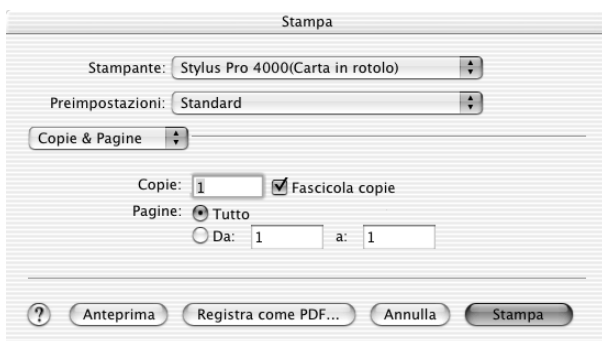 Stampa
Stampante: Stylus Pro 4000(Carta in rotolo)
Preimpostazioni: Standard
Copie & Pagine
Copie: 1 Fascicola copie
Pagine: Tutto
Da: 1 a: 1
? Anteprima Registra come PDF... Annulla Stampa